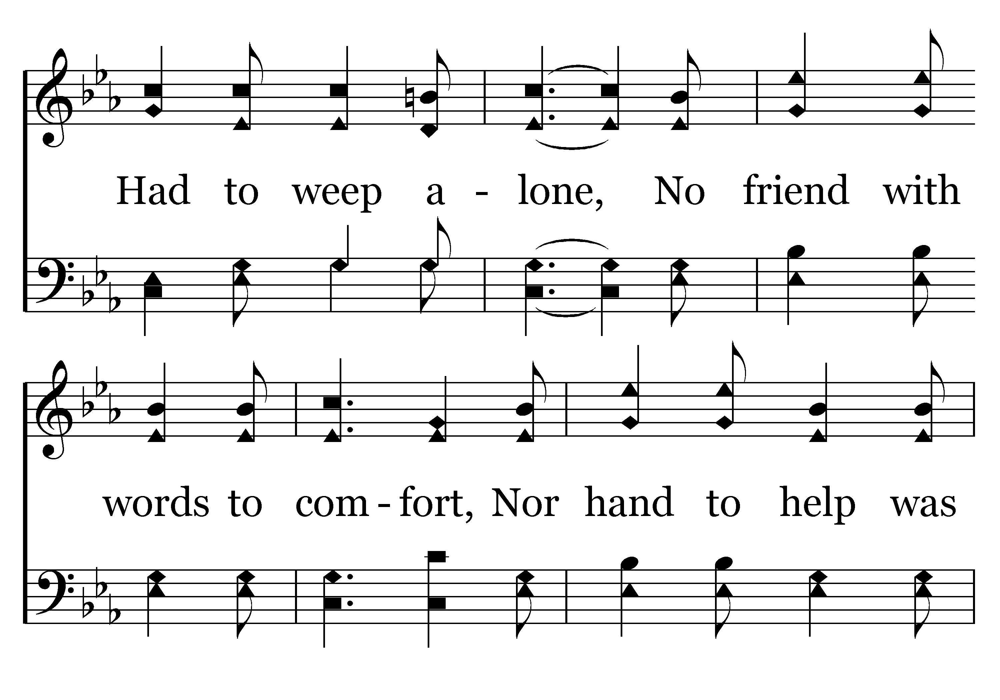 Had to weep a - lone, No friend with
words to com - fort, Nor hand to help was